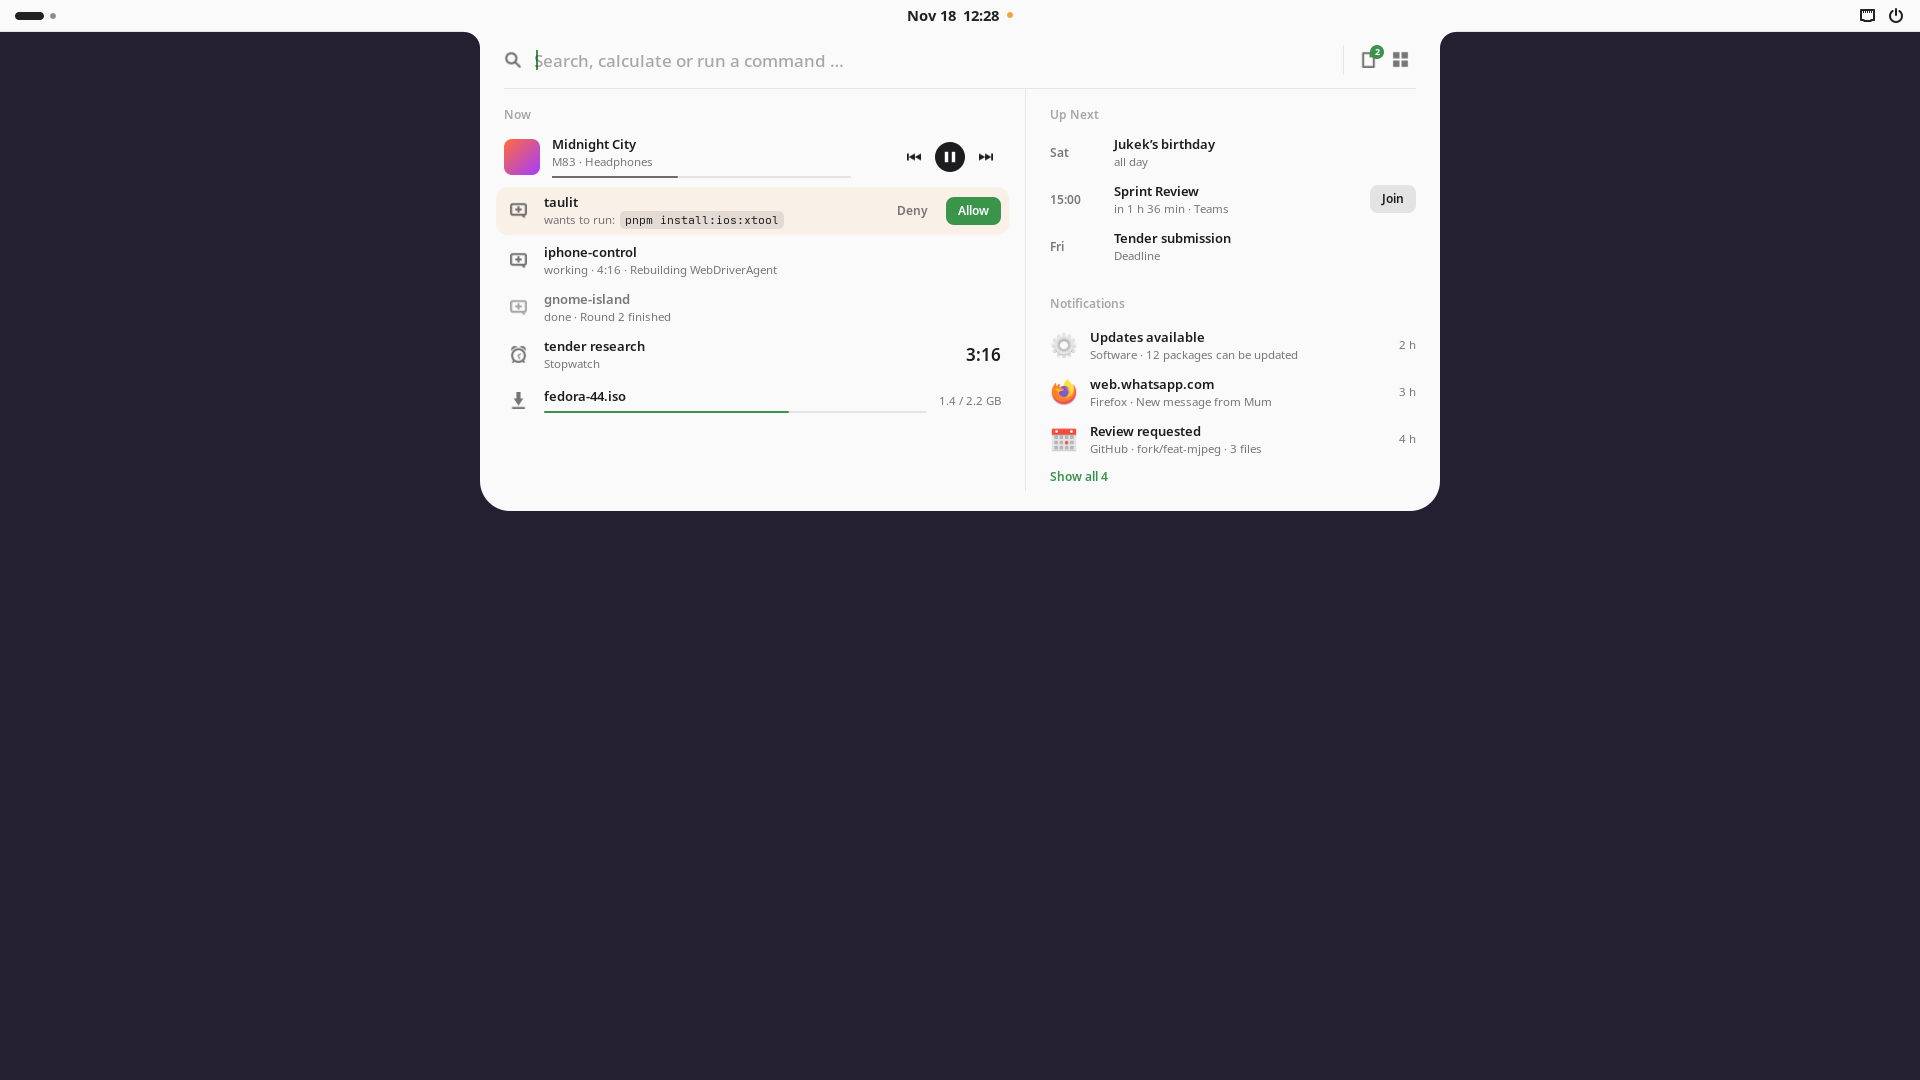 Nov 18 12:28
Search, calculate or run a command ...
2
Now
Midnight City
M83 · Headphones
taulit
wants to run: pnpm install:ios:xtool
Deny
Allow
iphone-control
working · 4:16 · Rebuilding WebDriverAgent
gnome-island
done · Round 2 finished
tender research
Stopwatch
3:16
fedora-44.iso
1.4 / 2.2 GB
Up Next
Sat
Jukek’s birthday
all day
15:00
Sprint Review
in 1 h 36 min · Teams
Join
Fri
Tender submission
Deadline
Notifications
Updates available
Software · 12 packages can be updated
2 h
web.whatsapp.com
Firefox · New message from Mum
3 h
Review requested
GitHub · fork/feat-mjpeg · 3 files
4 h
Show all 4